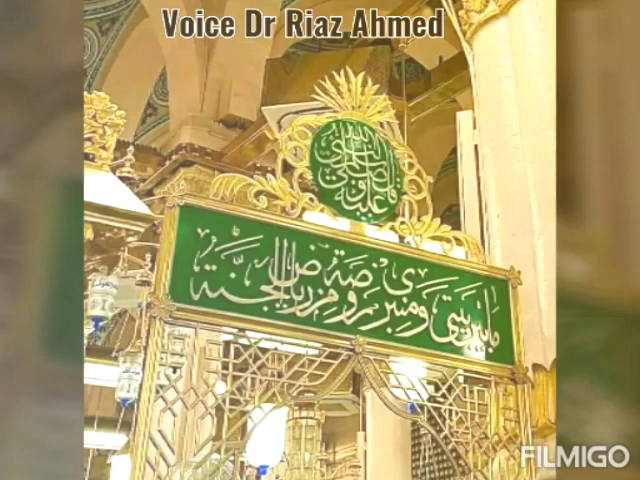 Voice Dr Riaz Ahmed
ما بين بيتي ومنبري روضة من رياض الجنة
FILMIGO